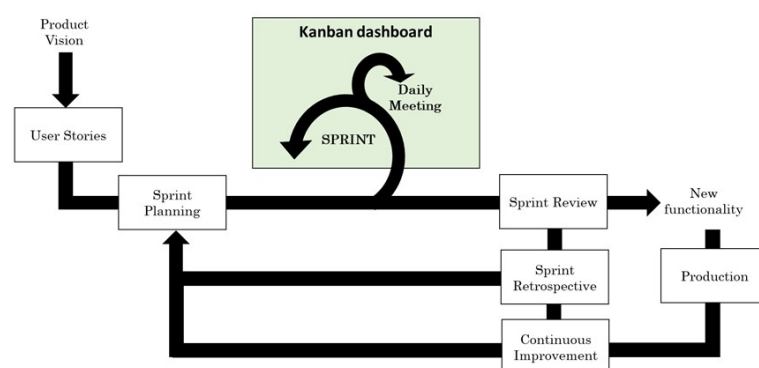 Product
Vision
Kanban dashboard
Daily
Meeting
User Stories
SPRINT
Sprint
Planning
Sprint Review
New
functionality
Sprint
Retrospective
Production
Continuous
Improvement